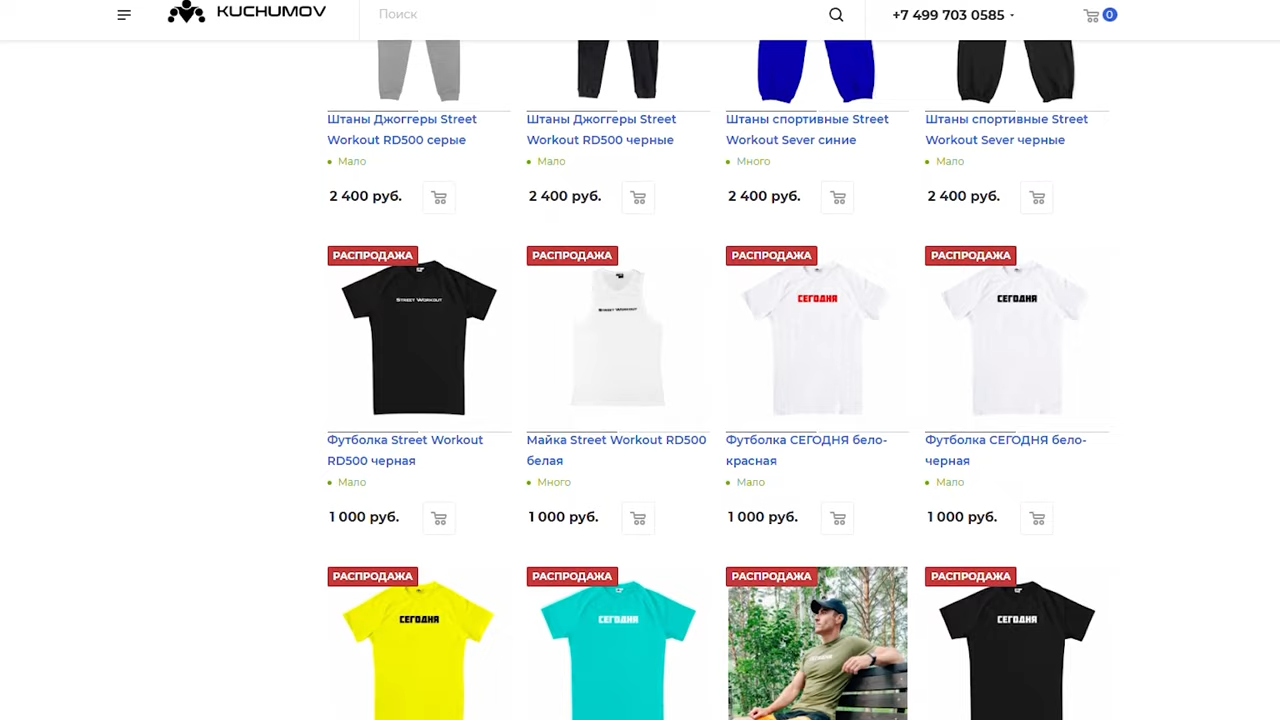 KUCHUMOV
Поиск
+7 499 703 0585
0
Штаны Джоггеры Street
Workout RD500 серые
Мало
2 400 руб.
Штаны Джоггеры Street
Workout RD500 черные
Мало
2 400 руб.
Штаны спортивные Street
Workout Sever синие
Много
2 400 руб.
Штаны спортивные Street
Workout Sever черные
Мало
2 400 руб.
РАСПРОДАЖА
STREET WORKOUT
Футболка Street Workout
RD500 черная
Мало
1 000 руб.
РАСПРОДАЖА
STREET WORKOUT
Майка Street Workout RD500
белая
Много
1 000 руб.
РАСПРОДАЖА
СЕГОДНЯ
Футболка СЕГОДНЯ бело-
красная
Мало
1 000 руб.
РАСПРОДАЖА
СЕГОДНЯ
Футболка СЕГОДНЯ бело-
черная
Мало
1 000 руб.
РАСПРОДАЖА
СЕГОДНЯ
РАСПРОДАЖА
СЕГОДНЯ
РАСПРОДАЖА
РАСПРОДАЖА
СЕГОДНЯ